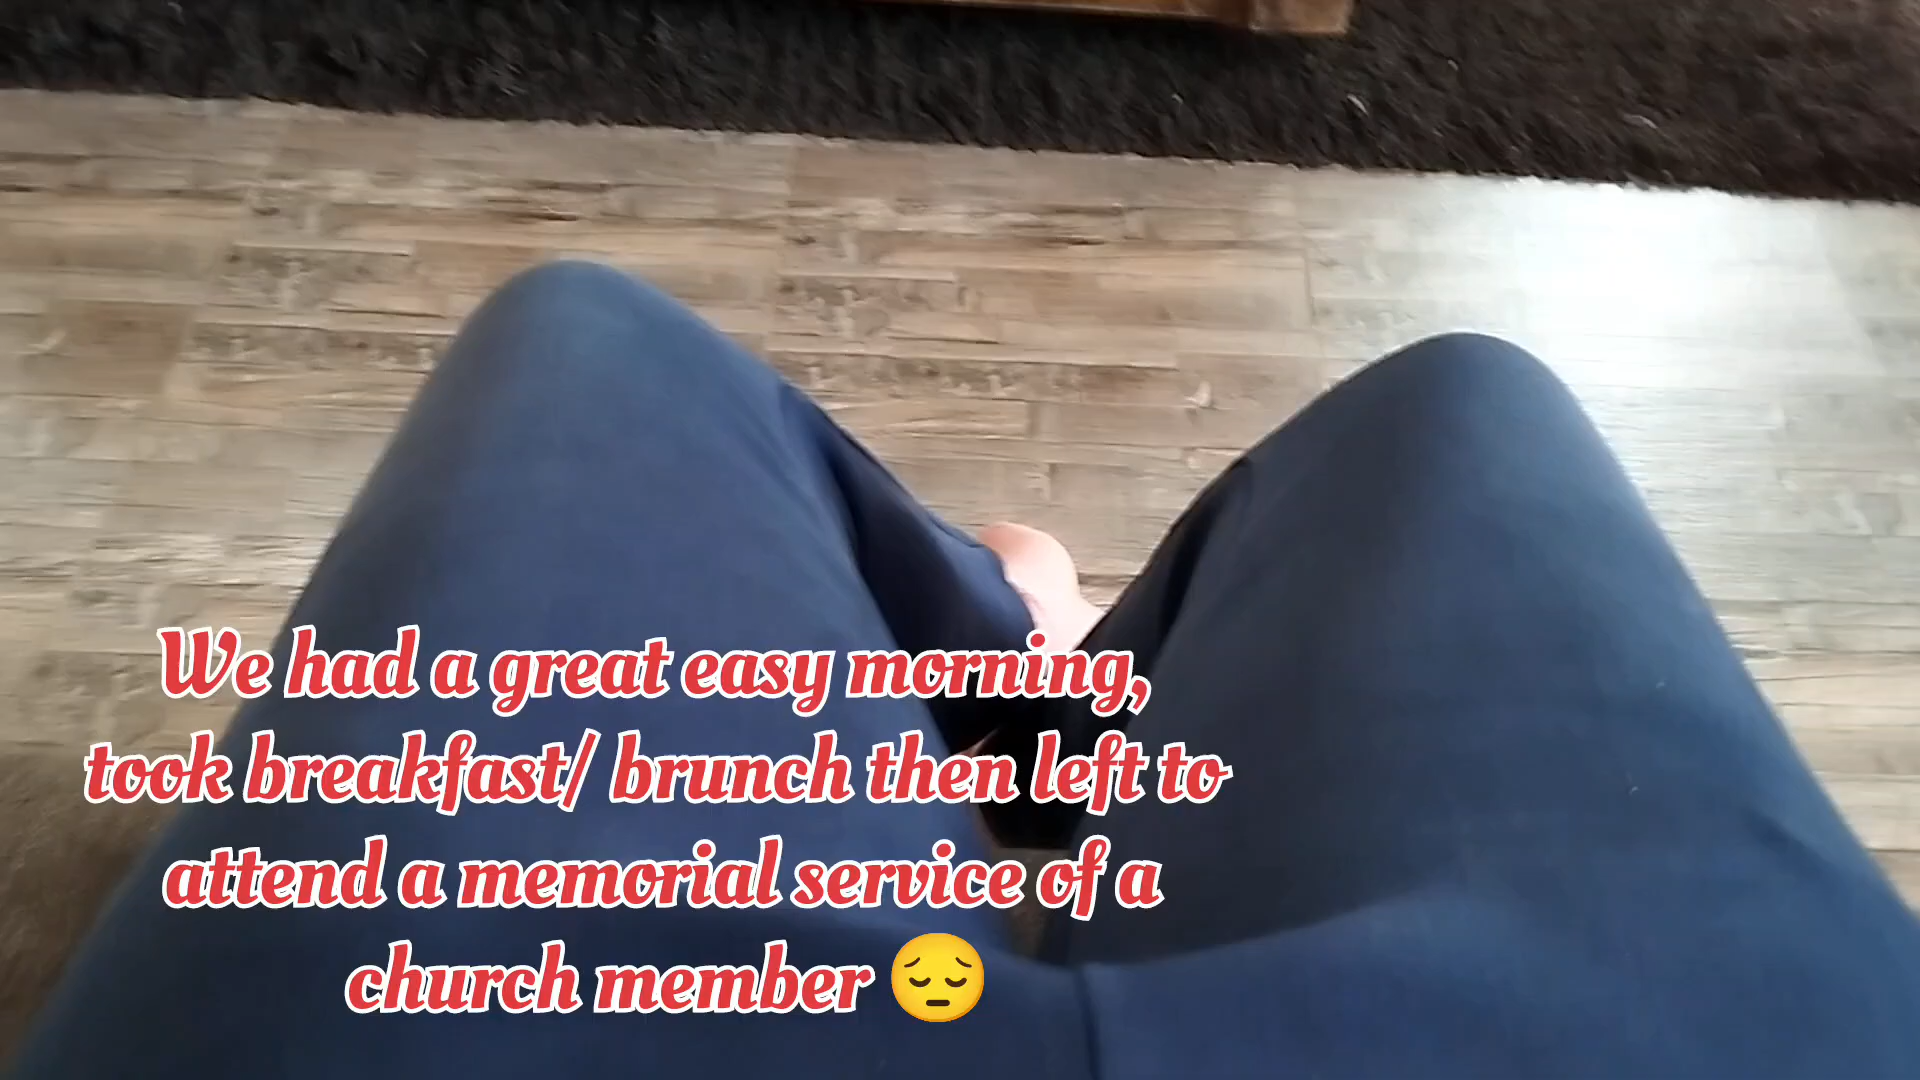 We had a great easy morning,
took breakfast/ brunch then left to
attend a memorial service of a
church member 😔